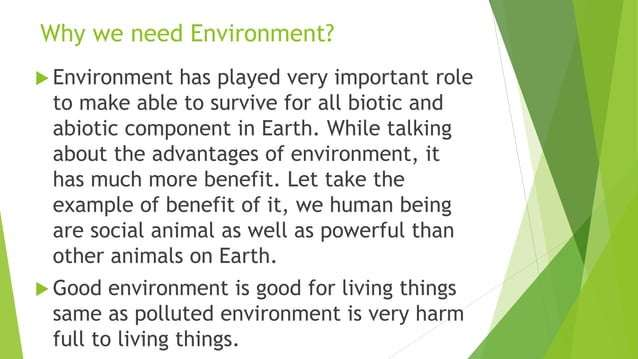 Why we need Environment?
Environment has played very important role
to make able to survive for all biotic and
abiotic component in Earth. While talking
about the advantages of environment, it
has much more benefit. Let take the
example of benefit of it, we human being
are social animal as well as powerful than
other animals on Earth.
Good environment is good for living things
same as polluted environment is very harm
full to living things.